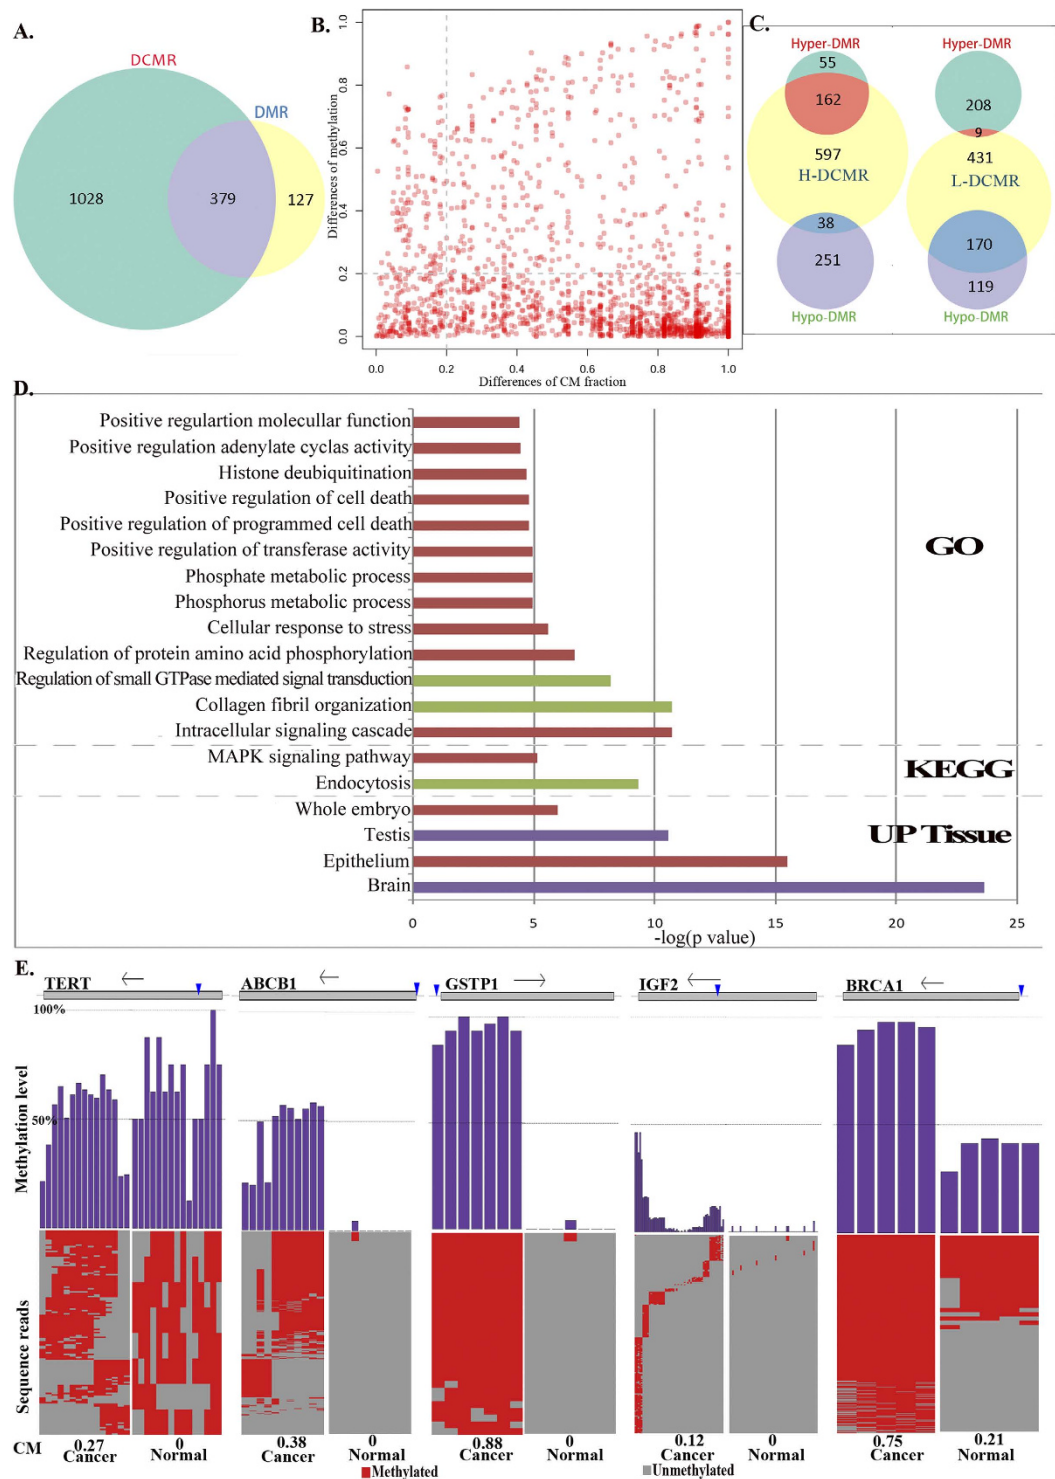 A.
DCMR
DMR
1028
379
127
B.
Differences of methylation
0.0
0.2
0.4
0.6
0.8
1.0
0.0
0.2
0.4
0.6
0.8
1.0
Differences of CM fraction
C.
Hyper-DMR
55
162
597
H-DCMR
38
251
Hypo-DMR
Hyper-DMR
208
9
431
L-DCMR
170
119
Hypo-DMR
D.
Positive regulartion molecullar function
Positive regulation adenylate cyclas activity
Histone deubiquitination
Positive regulation of cell death
Positive regulation of programmed cell death
Positive regulation of transferase activity
Phosphate metabolic process
Phosphorus metabolic process
Cellular response to stress
Regulation of protein amino acid phosphorylation
Regulation of small GTPase mediated signal transduction
Collagen fibril organization
Intracellular signaling cascade
GO
MAPK signaling pathway
Endocytosis
KEGG
Whole embryo
Testis
Epithelium
Brain
UP Tissue
0
5
10
15
20
25
-log(p value)
E.
TERT
ABCB1
GSTP1
IGF2
BRCA1
100%
50%
Methylation level
Sequence reads
CM
0.27
0
0.38
0
0.88
0
0.12
0
0.75
0.21
Cancer
Normal
Cancer
Normal
Cancer
Normal
Cancer
Normal
Cancer
Normal
Methylated
Unmethylated